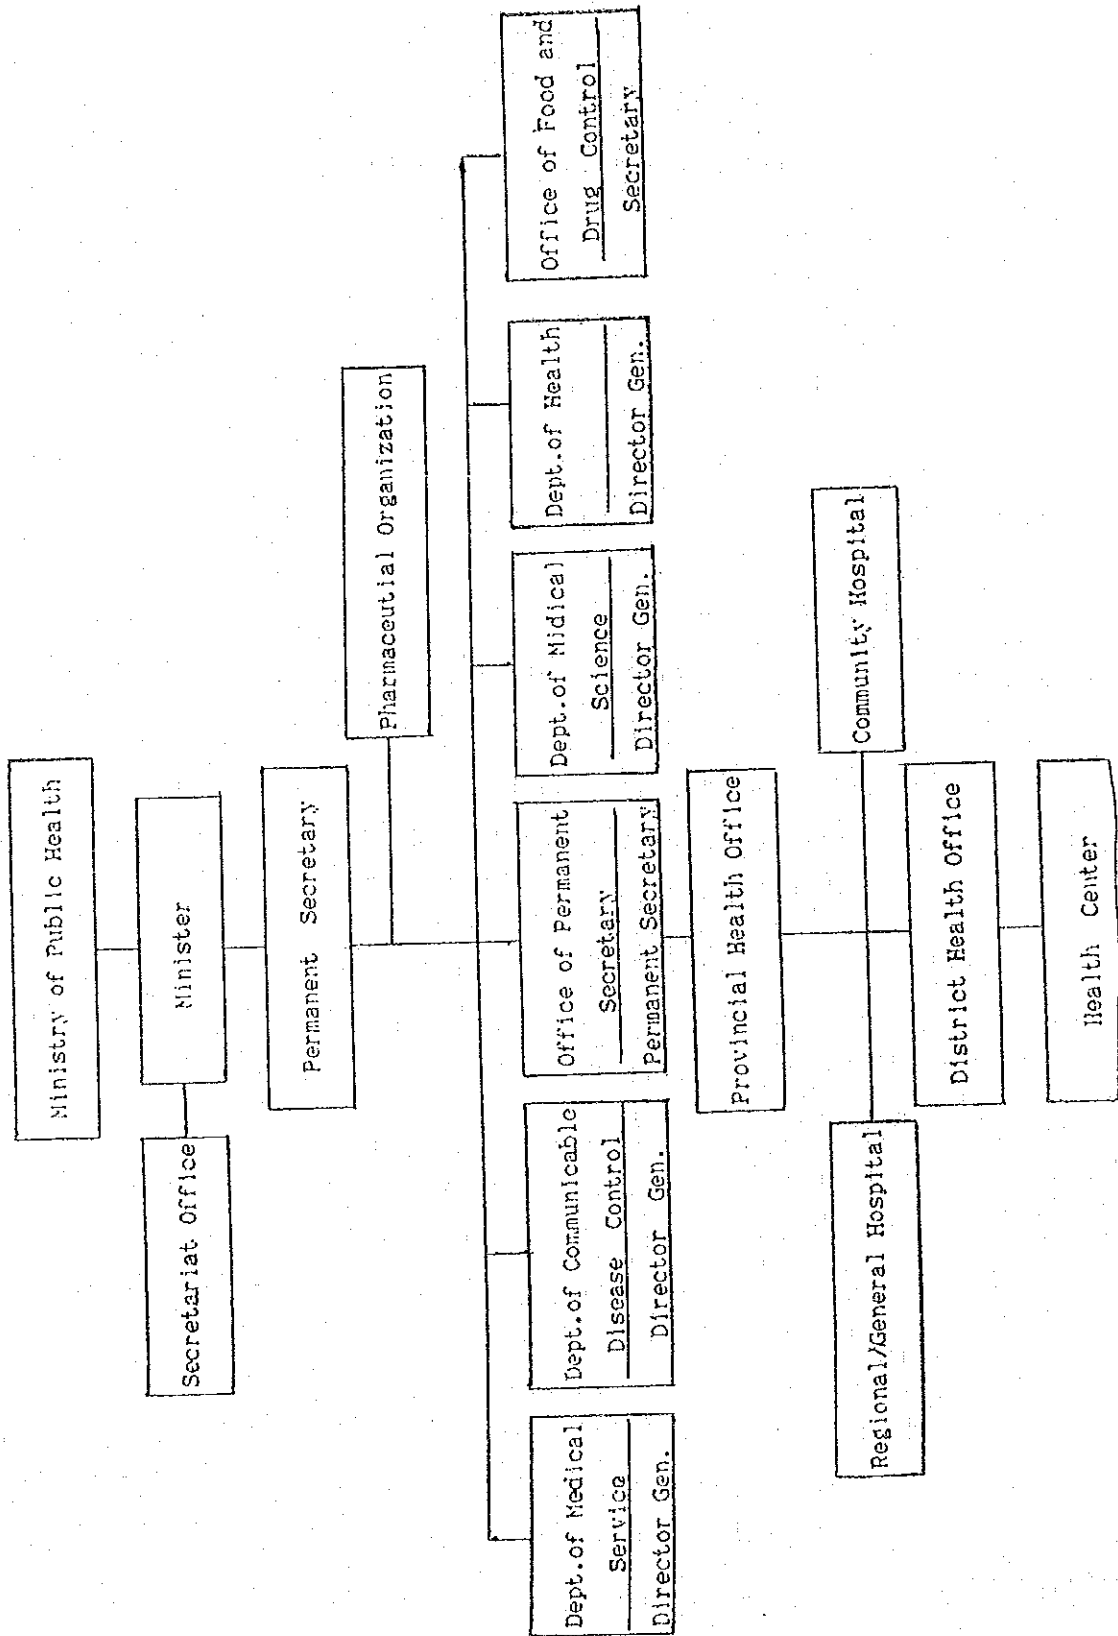 Ministry of Public Health
Secretariat Office
Minister
Permanent Secretary
Pharmaceutial Organization
Dept.of Medical
Service
Director Gen.
Dept.of Communicable
Disease Control
Director Gen.
Office of Permanent
Secretary
Permanent Secretary
Dept.of Midical
Science
Director Gen.
Dept.of Health
Director Gen.
Office of Food and
Drug Control
Secretary
Provincial Health Office
Regional/General Hospital
Community Hospital
District Health Office
Health Center